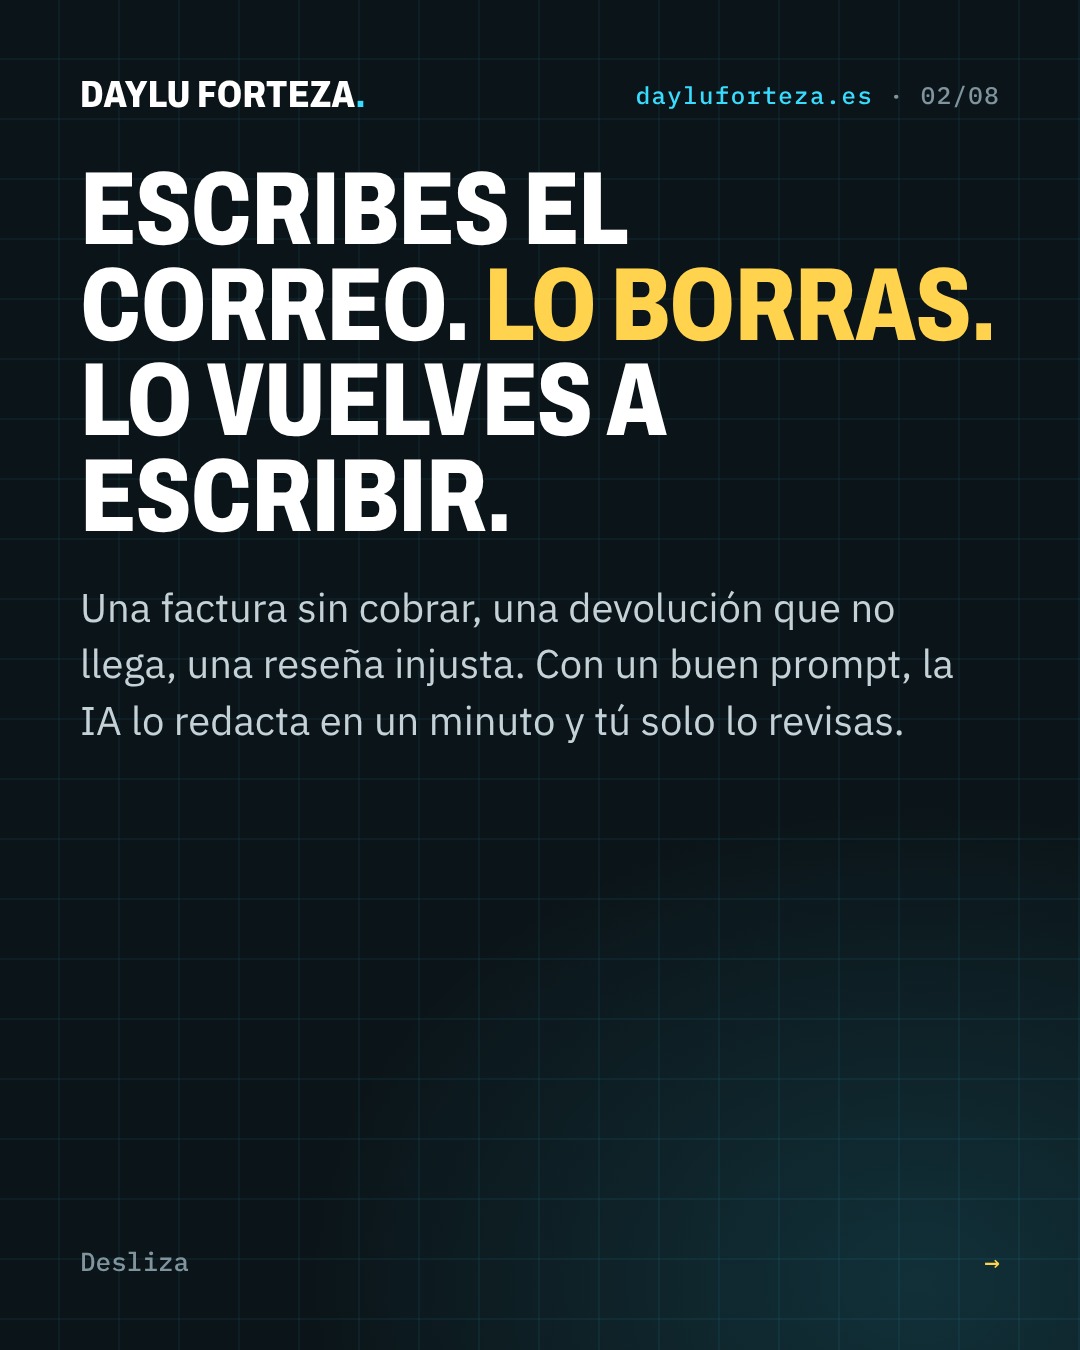 DAYLU FORTEZA.
dayluforteza.es · 02/08
ESCRIBES EL
CORREO. LO BORRAS.
LO VUELVES A
ESCRIBIR.
Una factura sin cobrar, una devolución que no
llega, una reseña injusta. Con un buen prompt, la
IA lo redacta en un minuto y tú solo lo revisas.
Desliza →